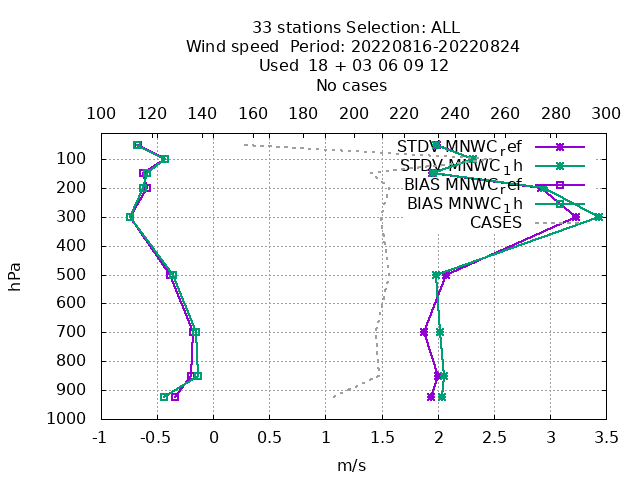 33 stations Selection: ALL
Wind speed  Period: 20220816-20220824
Used  18 + 03 06 09 12
No cases
100 120 140 160 180 200 220 240 260 280 300
STDV MNWC_ref
STDV MNWC_1h
BIAS MNWC_ref
BIAS MNWC_1h
CASES
100
200
300
400
500
600
700
800
900
1000
hPa
-1 -0.5 0 0.5 1 1.5 2 2.5 3 3.5
m/s